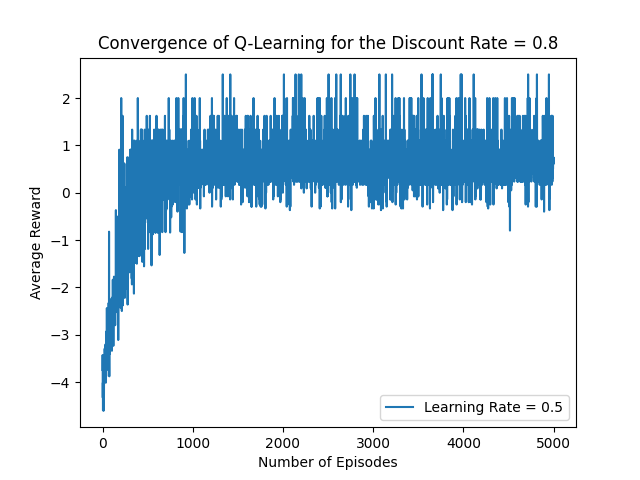 Convergence of Q-Learning for the Discount Rate = 0.8
2
1
0
−1
−2
−3
−4
Average Reward
Learning Rate = 0.5
0 1000 2000 3000 4000 5000
Number of Episodes